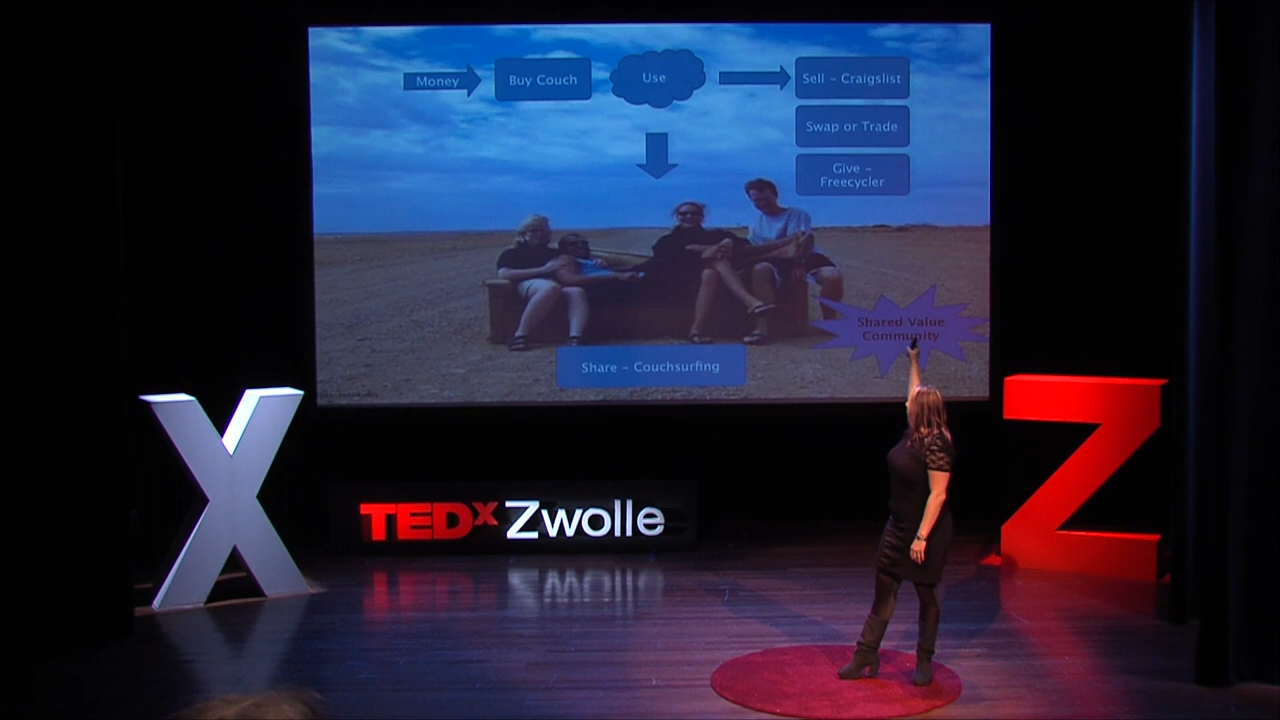 Money
Buy Couch
Use
Sell – Craigslist
Swap or Trade
Give –
Freecycler
Shared Value
Community
Share – Couchsurfing
X
TEDx Zwolle
Z